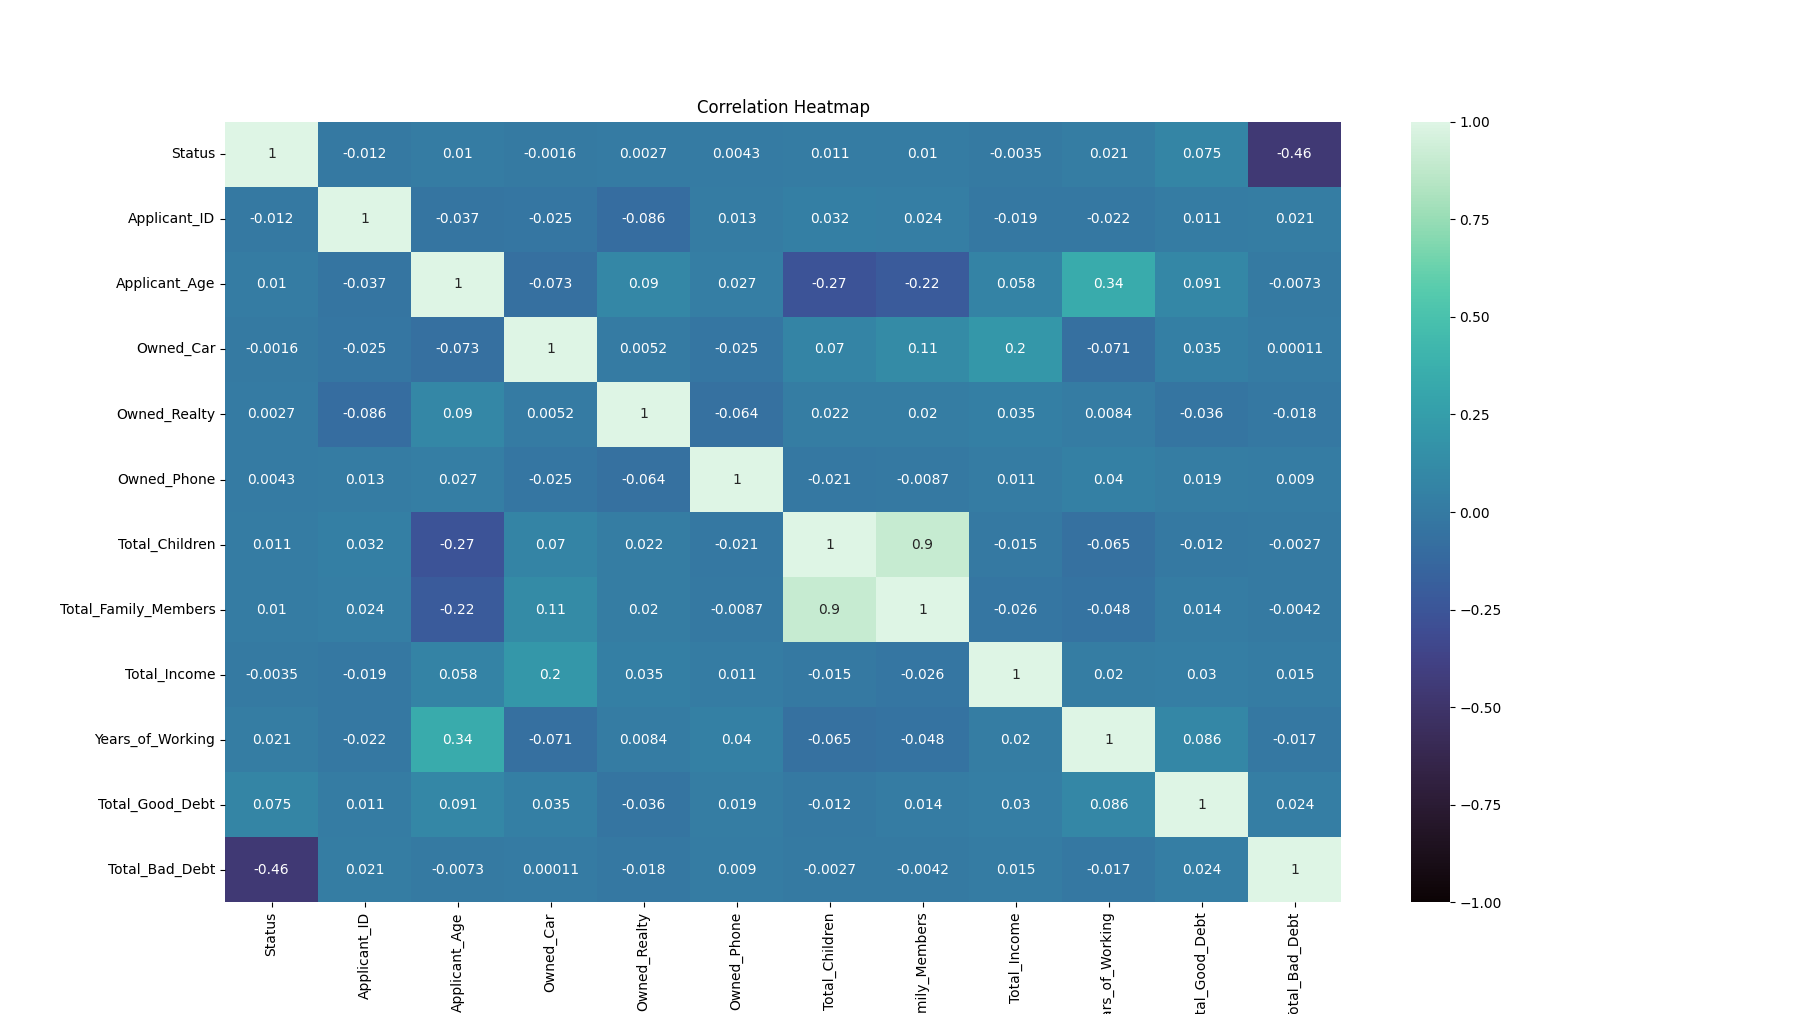 Correlation Heatmap
Status 1 -0.012 0.01 -0.0016 0.0027 0.0043 0.011 0.01 -0.0035 0.021 0.075 -0.46
Applicant_ID -0.012 1 -0.037 -0.025 -0.086 0.013 0.032 0.024 -0.019 -0.022 0.011 0.021
Applicant_Age 0.01 -0.037 1 -0.073 0.09 0.027 -0.27 -0.22 0.058 0.34 0.091 -0.0073
Owned_Car -0.0016 -0.025 -0.073 1 0.0052 -0.025 0.07 0.11 0.2 -0.071 0.035 0.00011
Owned_Realty 0.0027 -0.086 0.09 0.0052 1 -0.064 0.022 0.02 0.035 0.0084 -0.036 -0.018
Owned_Phone 0.0043 0.013 0.027 -0.025 -0.064 1 -0.021 -0.0087 0.011 0.04 0.019 0.009
Total_Children 0.011 0.032 -0.27 0.07 0.022 -0.021 1 0.9 -0.015 -0.065 -0.012 -0.0027
Total_Family_Members 0.01 0.024 -0.22 0.11 0.02 -0.0087 0.9 1 -0.026 -0.048 0.014 -0.0042
Total_Income -0.0035 -0.019 0.058 0.2 0.035 0.011 -0.015 -0.026 1 0.02 0.03 0.015
Years_of_Working 0.021 -0.022 0.34 -0.071 0.0084 0.04 -0.065 -0.048 0.02 1 0.086 -0.017
Total_Good_Debt 0.075 0.011 0.091 0.035 -0.036 0.019 -0.012 0.014 0.03 0.086 1 0.024
Total_Bad_Debt -0.46 0.021 -0.0073 0.00011 -0.018 0.009 -0.0027 -0.0042 0.015 -0.017 0.024 1
Status
Applicant_ID
Applicant_Age
Owned_Car
Owned_Realty
Owned_Phone
Total_Children
mily_Members
Total_Income
ars_of_Working
tal_Good_Debt
otal_Bad_Debt
1.00
0.75
0.50
0.25
0.00
−0.25
−0.50
−0.75
−1.00